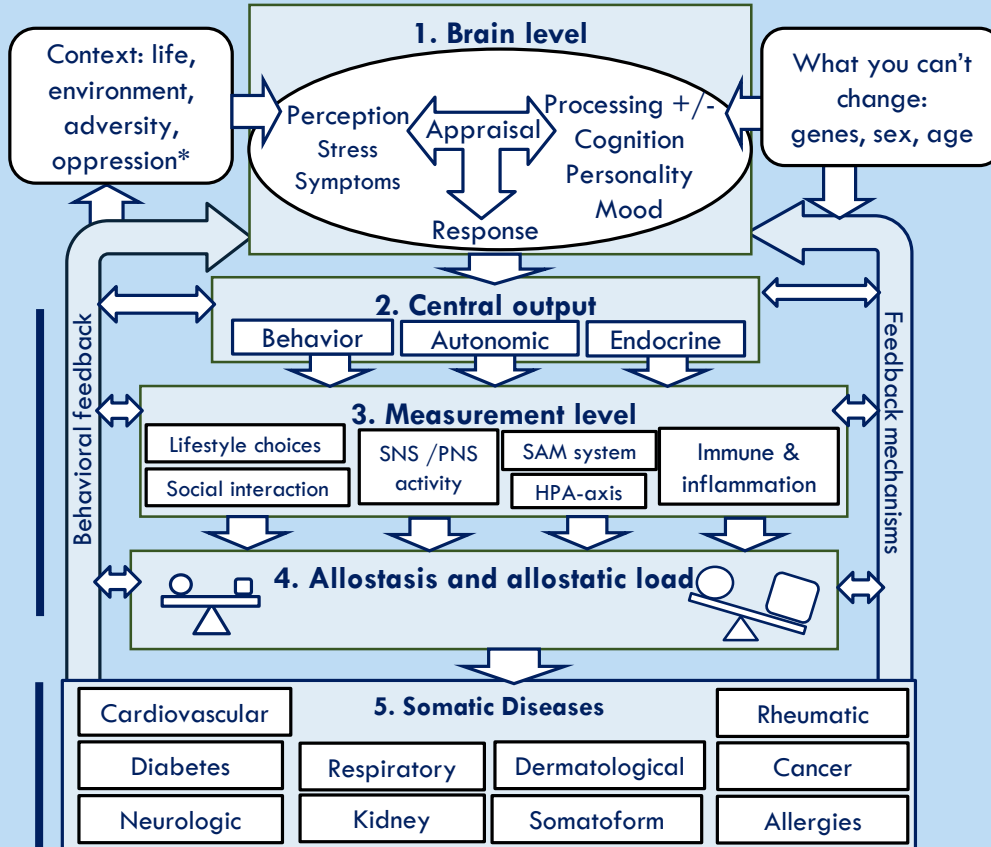 1. Brain level
Context: life,
environment,
adversity,
oppression*
Perception
Stress
Symptoms
Appraisal
Processing +/-
Cognition
Personality
Mood
Response
What you can't
change:
genes, sex, age
2. Central output
Behavior
Autonomic
Endocrine
Behavioral feedback
Feedback mechanisms
3. Measurement level
Lifestyle choices
Social interaction
SNS /PNS
activity
SAM system
HPA-axis
Immune &
inflammation
4. Allostasis and allostatic load
5. Somatic Diseases
Cardiovascular
Rheumatic
Diabetes
Respiratory
Dermatological
Cancer
Neurologic
Kidney
Somatoform
Allergies